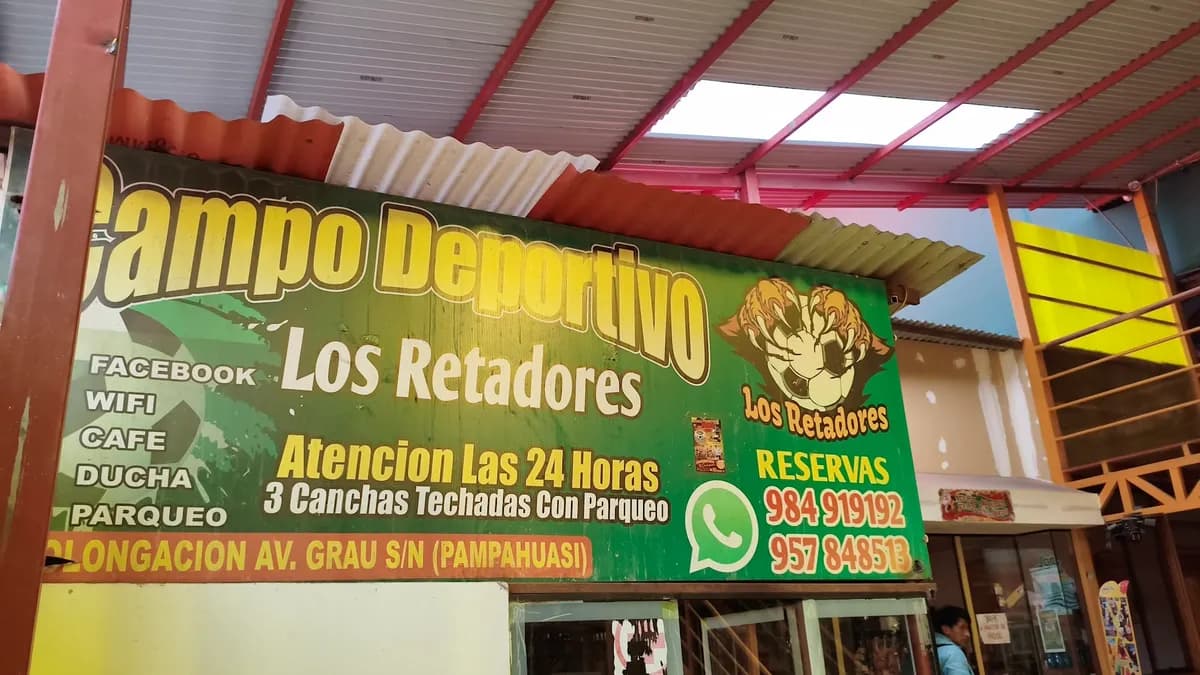 Campo Deportivo
Los Retadores
FACEBOOK
WIFI
CAFE
DUCHA
PARQUEO
Atencion Las 24 Horas
3 Canchas Techadas Con Parqueo
OLONGACION AV. GRAU S/N (PAMPAHUASI)
Los Retadores
RESERVAS
984 919192
957 848513